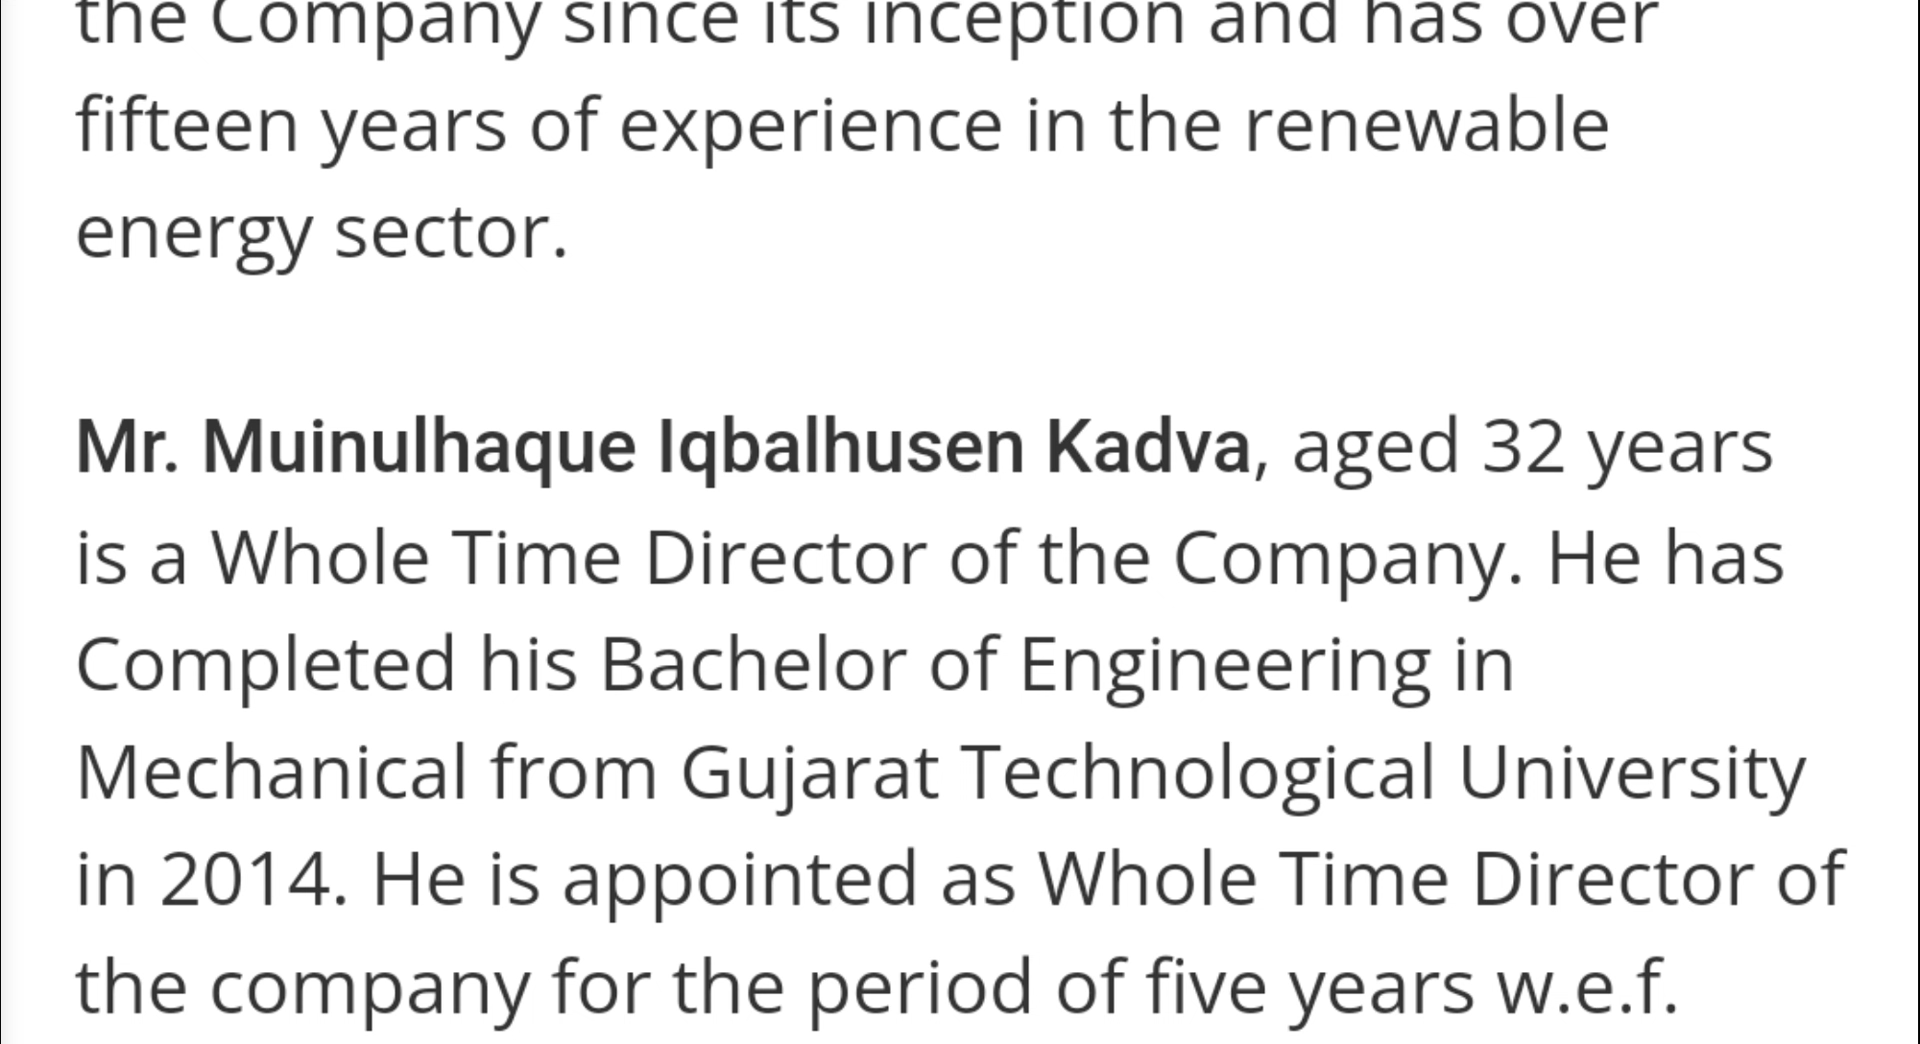 the Company since its inception and has over
fifteen years of experience in the renewable
energy sector.
Mr. Muinulhaque Iqbalhusen Kadva, aged 32 years
is a Whole Time Director of the Company. He has
Completed his Bachelor of Engineering in
Mechanical from Gujarat Technological University
in 2014. He is appointed as Whole Time Director of
the company for the period of five years w.e.f.